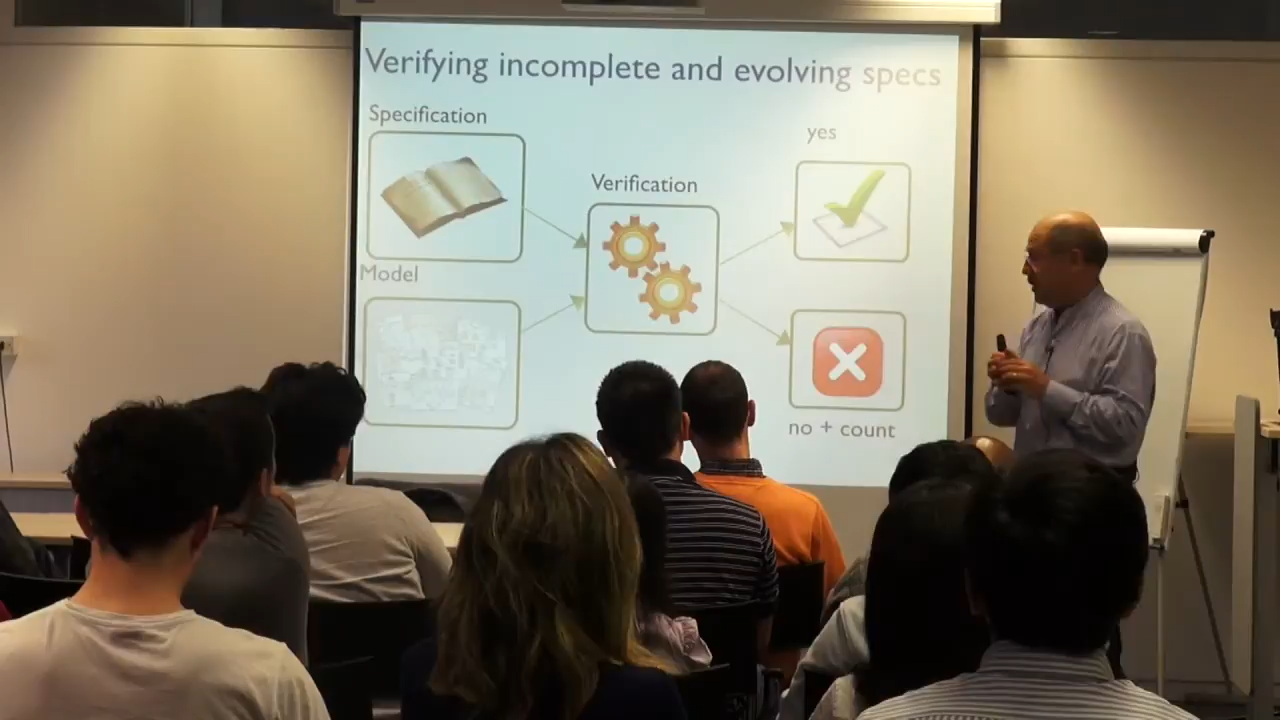 Verifying incomplete and evolving specs
Specification
yes
Verification
Model
no + count